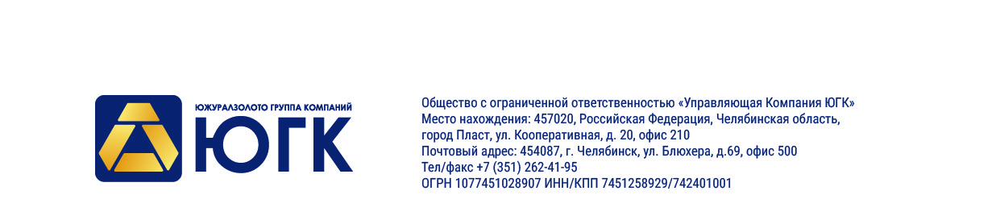 ЮЖУРАЛЗОЛОТО ГРУППА КОМПАНИЙ
ЮГК
Общество с ограниченной ответственностью «Управляющая Компания ЮГК»
Место нахождения: 457020, Российская Федерация, Челябинская область,
город Пласт, ул. Кооперативная, д. 20, офис 210
Почтовый адрес: 454087, г. Челябинск, ул. Блюхера, д.69, офис 500
Тел/факс +7 (351) 262-41-95
ОГРН 1077451028907 ИНН/КПП 7451258929/742401001